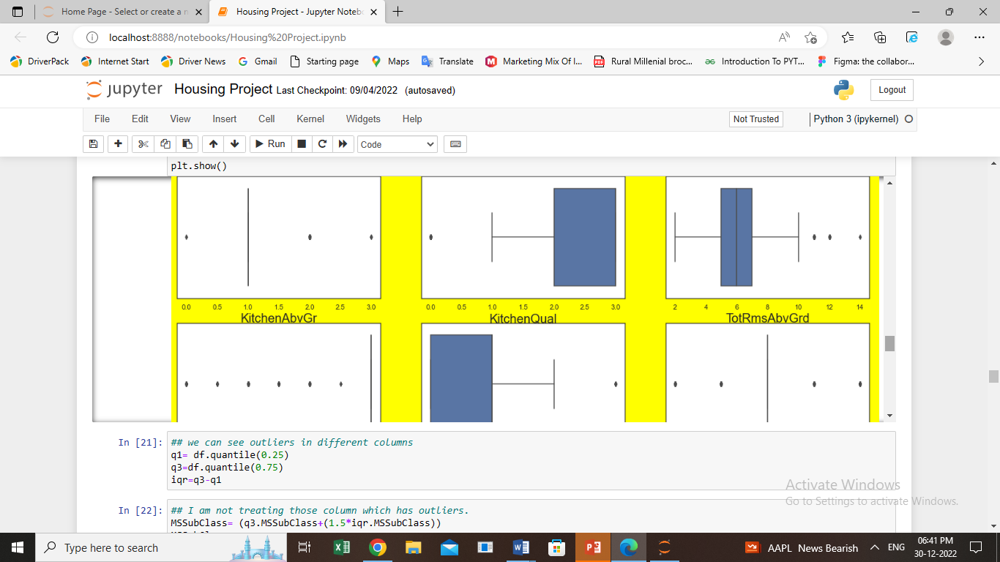 Home Page - Select or create a n
Housing Project - Jupyter Noteb
localhost:8888/notebooks/Housing%20Project.ipynb
DriverPack Internet Start Driver News Gmail Starting page Maps Translate Marketing Mix Of I... Rural Millenial broc... Introduction To PYT... Figma: the collabor...
jupyter Housing Project Last Checkpoint: 09/04/2022 (autosaved) Logout
File Edit View Insert Cell Kernel Widgets Help Not Trusted Python 3 (ipykernel)
Run Code
plt.show()
0.0 0.5 1.0 1.5 2.0 2.5 3.0 0.0 0.5 1.0 1.5 2.0 2.5 3.0 2 4 6 8 10 12 14
KitchenAbvGr KitchenQual TotRmsAbvGrd
In [21]: ## we can see outliers in different columns
q1= df.quantile(0.25)
q3=df.quantile(0.75)
iqr=q3-q1
Activate Windows
Go to Settings to activate Windows.
In [22]: ## I am not treating those column which has outliers.
MSSubClass= (q3.MSSubClass+(1.5*iqr.MSSubClass))
Type here to search
AAPL News Bearish ENG 06:41 PM
30-12-2022